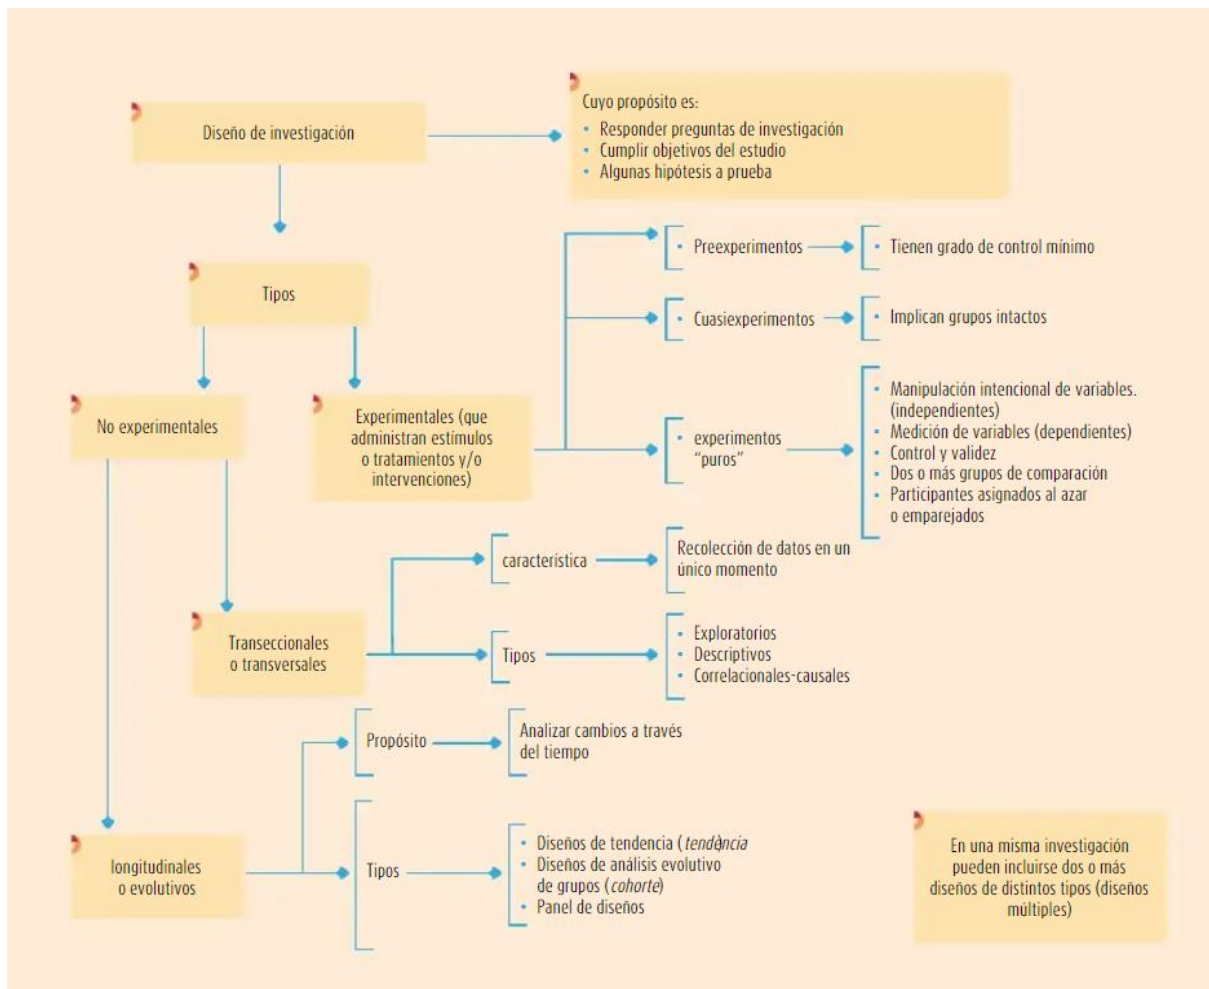 Diseño de investigación
Cuyo propósito es:
• Responder preguntas de investigación
• Cumplir objetivos del estudio
• Algunas hipótesis a prueba
Tipos
• Preexperimentos
• Tienen grado de control mínimo
• Cuasiexperimentos
• Implican grupos intactos
No experimentales
Experimentales (que
administran estímulos
o tratamientos y/o
intervenciones)
• experimentos
"puros"
• Manipulación intencional de variables.
(independientes)
• Medición de variables (dependientes)
• Control y validez
• Dos o más grupos de comparación
• Participantes asignados al azar
o emparejados
Transeccionales
o transversales
característica
Recolección de datos en un
único momento
Tipos
• Exploratorios
• Descriptivos
• Correlacionales-causales
longitudinales
o evolutivos
Propósito
Analizar cambios a través
del tiempo
Tipos
• Diseños de tendencia (tendència
• Diseños de análisis evolutivo
de grupos (cohorte)
• Panel de diseños
En una misma investigación
pueden incluirse dos o más
diseños de distintos tipos (diseños
múltiples)